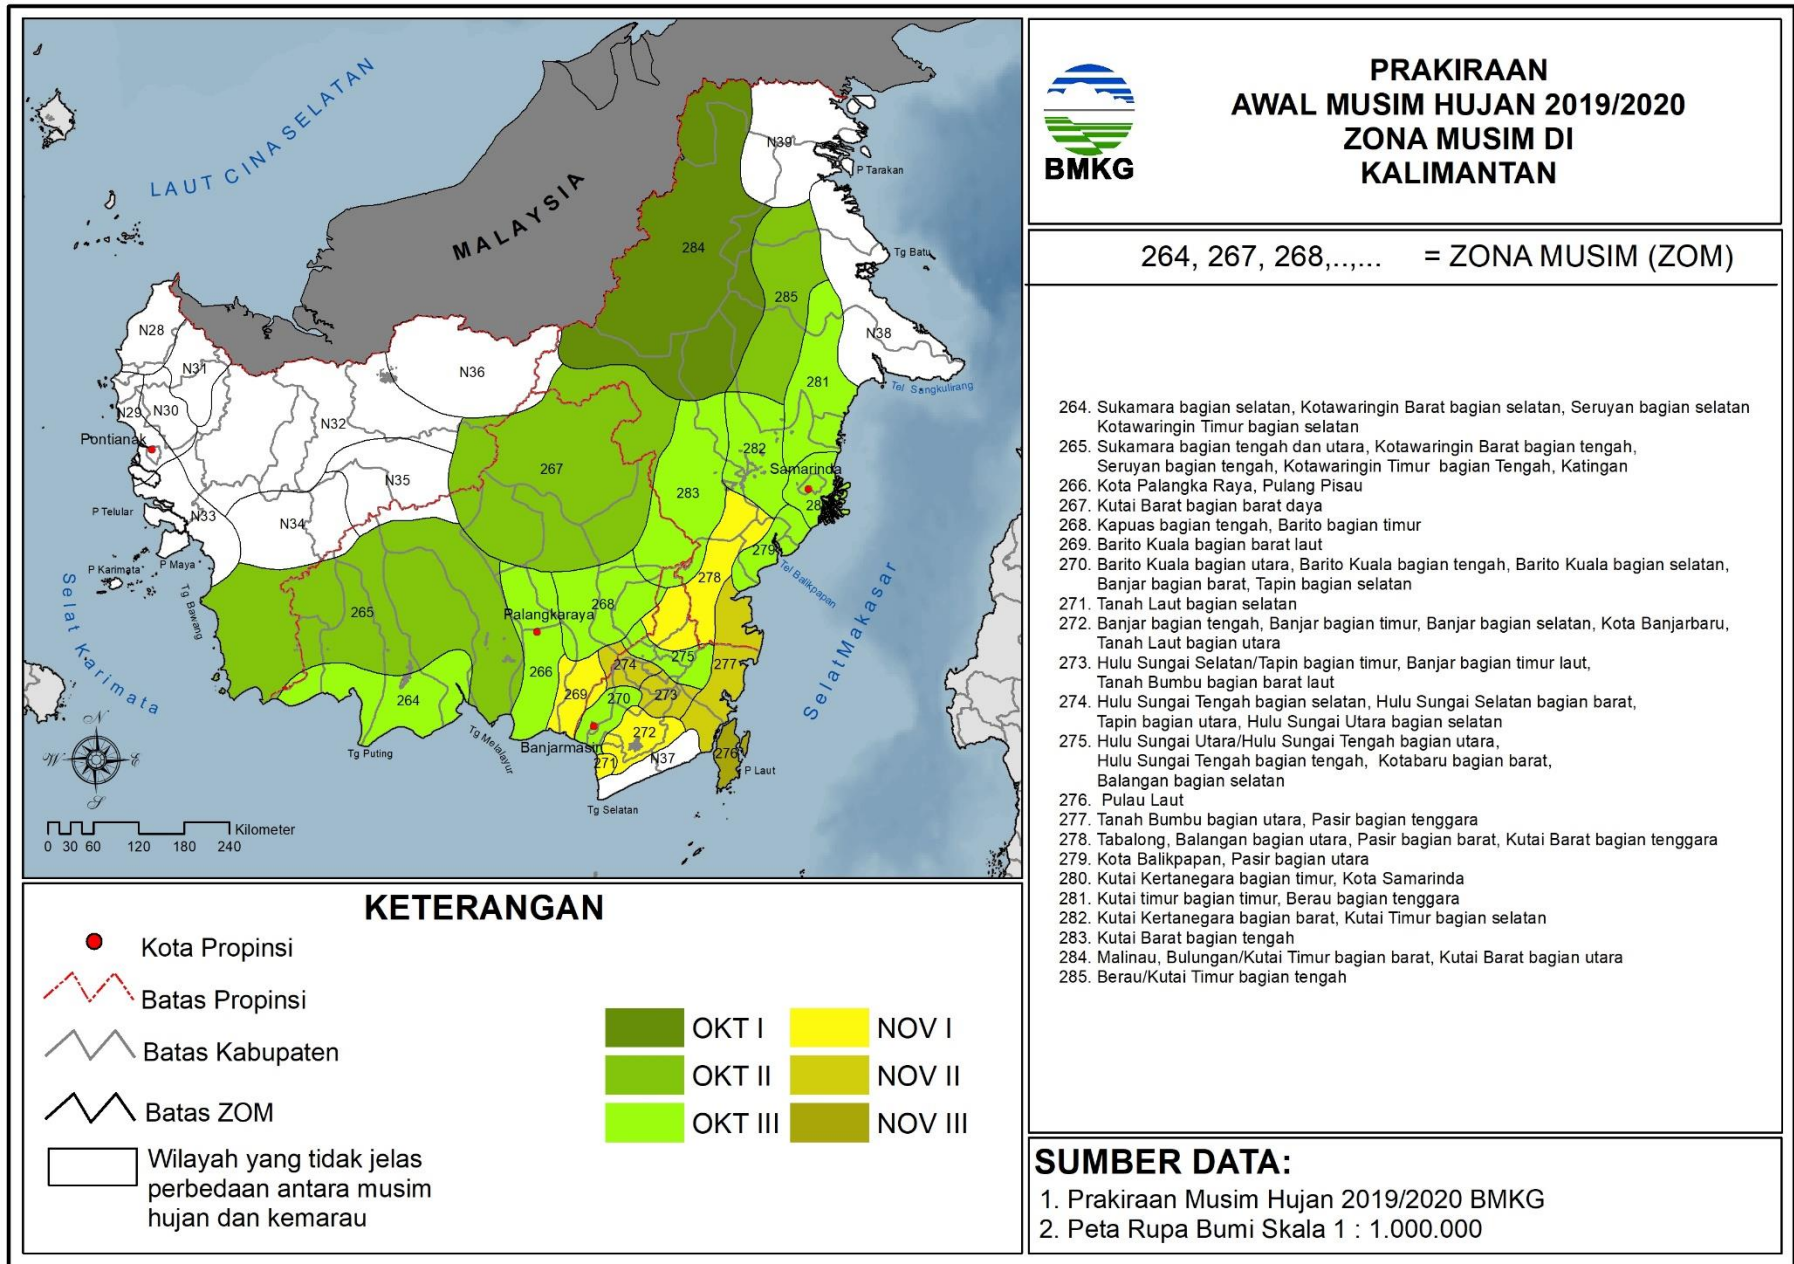 PRAKIRAAN
AWAL MUSIM HUJAN 2019/2020
ZONA MUSIM DI
KALIMANTAN
BMKG
264, 267, 268,..,... = ZONA MUSIM (ZOM)
264. Sukamara bagian selatan, Kotawaringin Barat bagian selatan, Seruyan bagian selatan
Kotawaringin Timur bagian selatan
265. Sukamara bagian tengah dan utara, Kotawaringin Barat bagian tengah,
Seruyan bagian tengah, Kotawaringin Timur bagian Tengah, Katingan
266. Kota Palangka Raya, Pulang Pisau
267. Kutai Barat bagian barat daya
268. Kapuas bagian tengah, Barito bagian timur
269. Barito Kuala bagian barat laut
270. Barito Kuala bagian utara, Barito Kuala bagian tengah, Barito Kuala bagian selatan,
Banjar bagian barat, Tapin bagian selatan
271. Tanah Laut bagian selatan
272. Banjar bagian tengah, Banjar bagian timur, Banjar bagian selatan, Kota Banjarbaru,
Tanah Laut bagian utara
273. Hulu Sungai Selatan/Tapin bagian timur, Banjar bagian timur laut,
Tanah Bumbu bagian barat laut
274. Hulu Sungai Tengah bagian selatan, Hulu Sungai Selatan bagian barat,
Tapin bagian utara, Hulu Sungai Utara bagian selatan
275. Hulu Sungai Utara/Hulu Sungai Tengah bagian utara,
Hulu Sungai Tengah bagian tengah, Kotabaru bagian barat,
Balangan bagian selatan
276. Pulau Laut
277. Tanah Bumbu bagian utara, Pasir bagian tenggara
278. Tabalong, Balangan bagian utara, Pasir bagian barat, Kutai Barat bagian tenggara
279. Kota Balikpapan, Pasir bagian utara
280. Kutai Kertanegara bagian timur, Kota Samarinda
281. Kutai timur bagian timur, Berau bagian tenggara
282. Kutai Kertanegara bagian barat, Kutai Timur bagian selatan
283. Kutai Barat bagian tengah
284. Malinau, Bulungan/Kutai Timur bagian barat, Kutai Barat bagian utara
285. Berau/Kutai Timur bagian tengah
SUMBER DATA:
1. Prakiraan Musim Hujan 2019/2020 BMKG
2. Peta Rupa Bumi Skala 1 : 1.000.000
LAUT CINA SELATAN
MALAYSIA
N39
P Tarakan
284
Tg Batu
285
N28
N38
N31
N36
281
Tel Sangkulirang
N29
N30
N32
Pontianak
282
267
Samarinda
N35
283
P Telular
N33
N34
279
P Karimata
P Maya
278
Tel Balikpapan
Selat Karimata
Tg Bawang
265
268
Palangkaraya
Selat Makasar
266
274
275
277
269
270
273
264
272
Tg Puting
Tg Melalayur
Banjarmasin
271
N37
276
P Laut
Tg Selatan
N
W
E
S
Kilometer
0 30 60 120 180 240
KETERANGAN
Kota Propinsi
Batas Propinsi
Batas Kabupaten
Batas ZOM
Wilayah yang tidak jelas
perbedaan antara musim
hujan dan kemarau
OKT I
NOV I
OKT II
NOV II
OKT III
NOV III